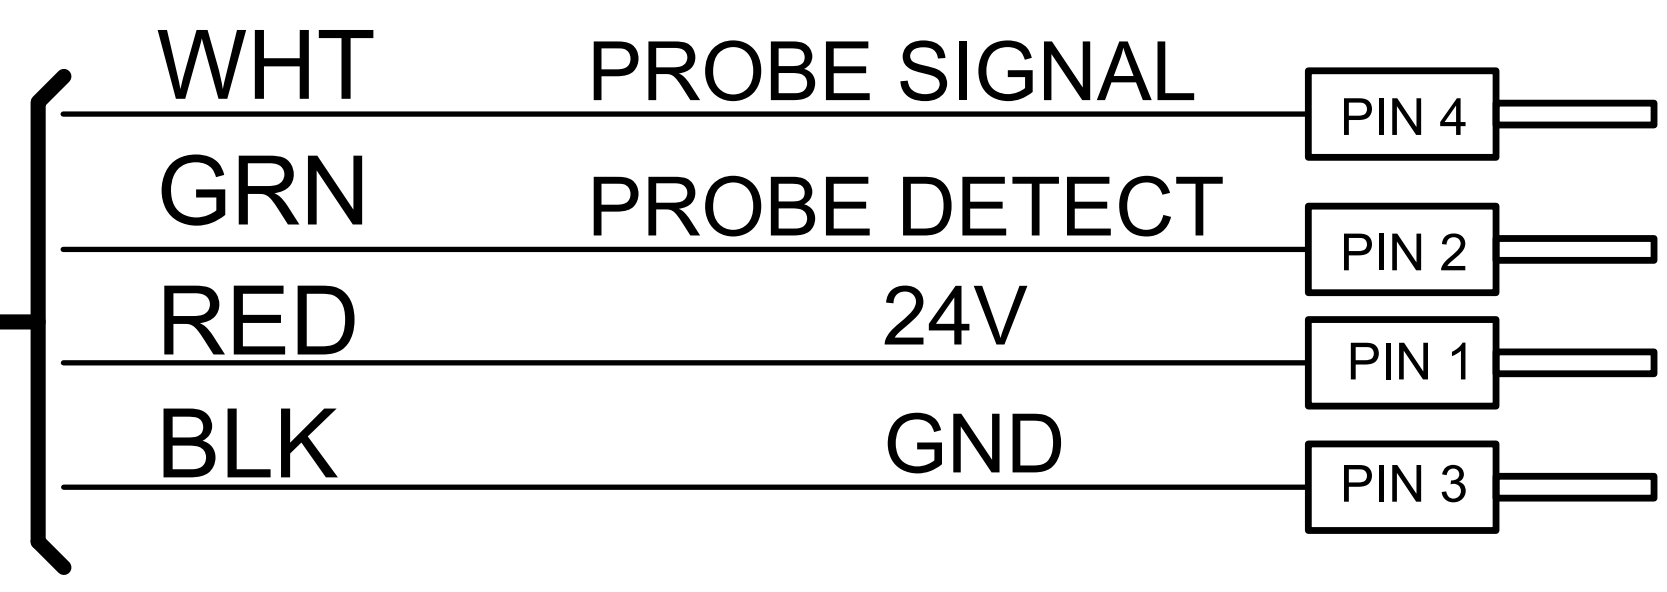 WHT PROBE SIGNAL PIN 4
GRN PROBE DETECT PIN 2
RED 24V PIN 1
BLK GND PIN 3